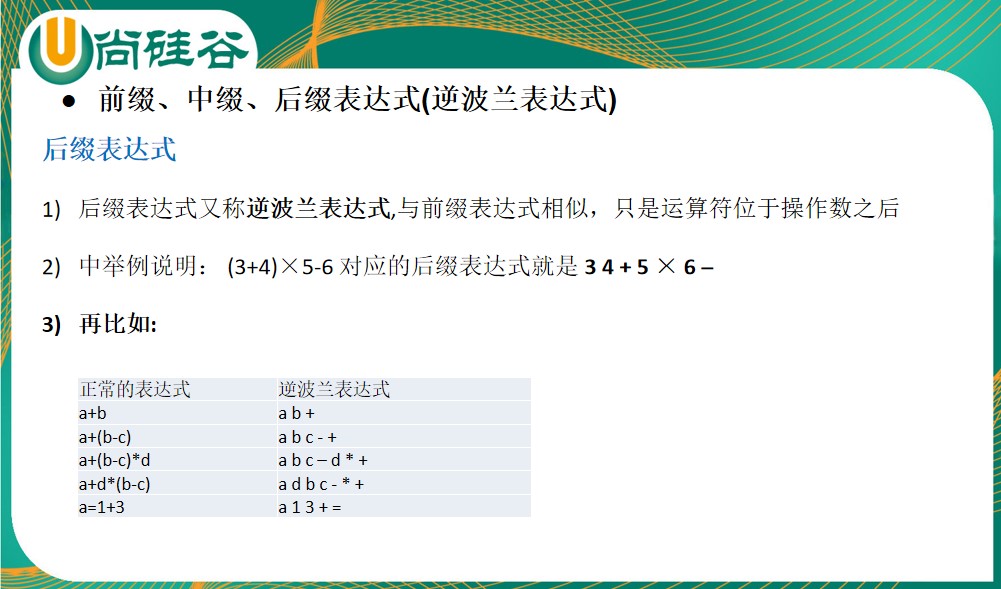 尚硅谷
● 前缀、中缀、后缀表达式(逆波兰表达式)
后缀表达式
1) 后缀表达式又称逆波兰表达式,与前缀表达式相似，只是运算符位于操作数之后
2) 中举例说明： (3+4)×5-6 对应的后缀表达式就是 3 4 + 5 × 6 –
3) 再比如:
正常的表达式 逆波兰表达式
a+b a b +
a+(b-c) a b c - +
a+(b-c)*d a b c – d * +
a+d*(b-c) a d b c - * +
a=1+3 a 1 3 + =